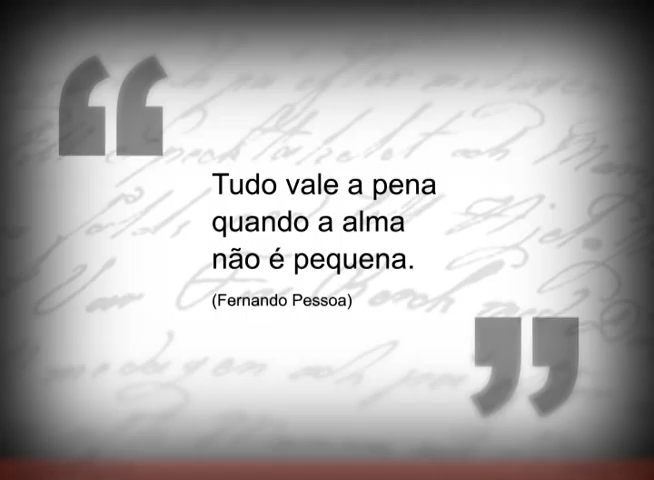 Tudo vale a pena
quando a alma
não é pequena.
(Fernando Pessoa)